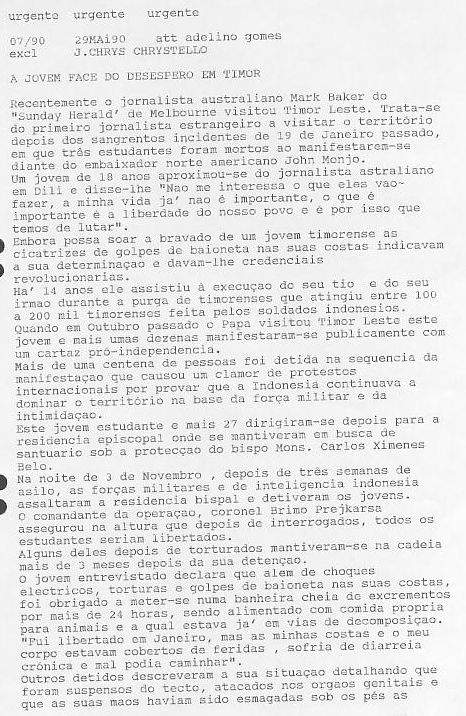 urgente urgente urgente
07/90 29MAi90 att adelino gomes
excl J.CHRYS CHRYSTELLO
A JOVEM FACE DO DESESPERO EM TIMOR
Recentemente o jornalista australiano Mark Baker do
"Sunday Herald' de Melbourne visitou Timor Leste. Trata-se
do primeiro jornalista estrangeiro a visitar o território
depois dos sangrentos incidentes de 19 de Janeiro passado,
em que três estudantes foram mortos ao manifestarem-se
diante do embaixador norte americano John Monjo.
Um jovem de 18 anos aproximou-se do jornalista astraliano
em Dili e disse-lhe "Nao me interessa o que eles vao-
fazer, a minha vida ja' nao é importante, o que é
importante é a liberdade do nosso povo e é por isso que
temos de lutar".
Embora possa soar a bravado de um jovem timorense as
cicatrizes de golpes de baioneta nas suas costas indicavam
a sua determinaçao e davam-lhe credenciais
revolucionarias.
Ha' 14 anos ele assistiu à execuçao do seu tio e do seu
irmao durante a purga de timorenses que atingiu entre 100
a 200 mil timorenses feita pelos soldados indonesios.
Quando em Outubro passado o Papa visitou Timor Leste este
jovem e mais umas dezenas manifestaram-se publicamente com
um cartaz pró-independencia.
Mais de uma centena de pessoas foi detida na sequencia da
manifestaçao que causou um clamor de protestos
internacionais por provar que a Indonesia continuava a
dominar o território na base da força militar e da
intimidaçao.
Este jovem estudante e mais 27 dirigiram-se depois para a
residencia episcopal onde se mantiveram em busca de
santuario sob a protecçao do bispo Mons. Carlos Ximenes
Belo.
Na noite de 3 de Novembro , depois de três semanas de
asilo, as forças militares e de inteligencia indonesia
assaltaram a residencia bispal e detiveram os jovens.
O comandante da operaçao, coronel Brimo Prejkarsa
assegurou na altura que depois de interrogados, todos os
estudantes seriam libertados.
Alguns deles depois de torturados mantiveram-se na cadeia
mais de 3 meses depois da sua detençao.
O jovem entrevistado declara que alem de choques
electricos, torturas e golpes de baioneta nas suas costas,
foi obrigado a meter-se numa banheira cheia de excrementos
por mais de 24 horas, sendo alimentado com comida propria
para animais e a qual estava ja' em vias de decomposiçao.
"Fui libertado em Janeiro, mas as minhas costas e o meu
corpo estavam cobertos de feridas , sofria de diarreia
crónica e mal podia caminhar".
Outros detidos descreveram a sua situaçao detalhando que
foram suspensos do tecto, atacados nos orgaos genitais e
que as suas maos haviam sido esmagadas sob os pés as